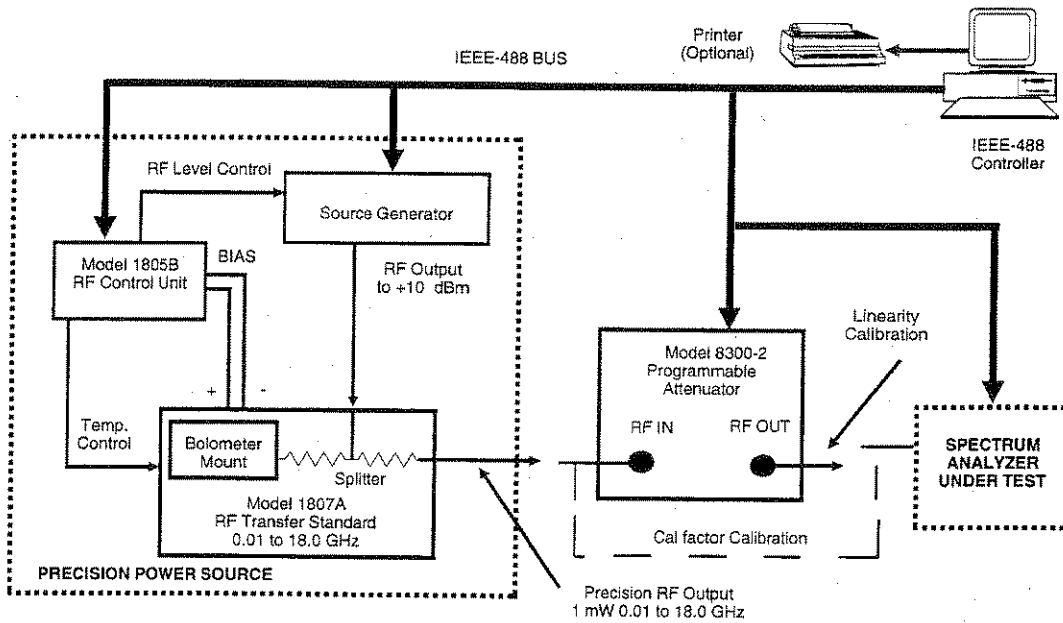 Printer
(Optional)
IEEE-488 BUS
IEEE-488
Controller
RF Level Control
Source Generator
Model 1805B
RF Control Unit
BIAS
RF Output
to +10 dBm
Linearity
Calibration
Model 8300-2
Programmable
Attenuator
+ -
Temp.
Control
Bolometer
Mount
Splitter
RF IN
RF OUT
SPECTRUM
ANALYZER
UNDER TEST
Model 1807A
RF Transfer Standard
0.01 to 18.0 GHz
Cal factor Calibration
PRECISION POWER SOURCE
Precision RF Output
1 mW 0.01 to 18.0 GHz